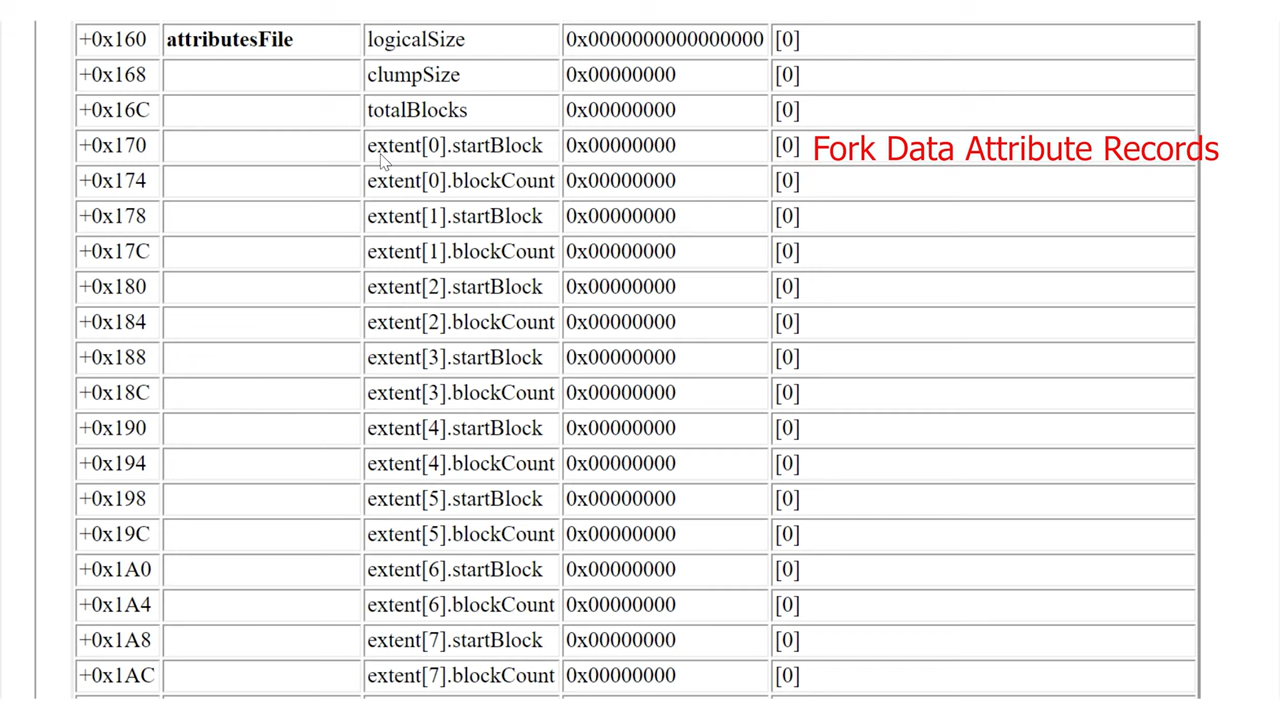 +0x160 attributesFile logicalSize 0x0000000000000000 [0]
+0x168 clumpSize 0x00000000 [0]
+0x16C totalBlocks 0x00000000 [0]
+0x170 extent[0].startBlock 0x00000000 [0] Fork Data Attribute Records
+0x174 extent[0].blockCount 0x00000000 [0]
+0x178 extent[1].startBlock 0x00000000 [0]
+0x17C extent[1].blockCount 0x00000000 [0]
+0x180 extent[2].startBlock 0x00000000 [0]
+0x184 extent[2].blockCount 0x00000000 [0]
+0x188 extent[3].startBlock 0x00000000 [0]
+0x18C extent[3].blockCount 0x00000000 [0]
+0x190 extent[4].startBlock 0x00000000 [0]
+0x194 extent[4].blockCount 0x00000000 [0]
+0x198 extent[5].startBlock 0x00000000 [0]
+0x19C extent[5].blockCount 0x00000000 [0]
+0x1A0 extent[6].startBlock 0x00000000 [0]
+0x1A4 extent[6].blockCount 0x00000000 [0]
+0x1A8 extent[7].startBlock 0x00000000 [0]
+0x1AC extent[7].blockCount 0x00000000 [0]